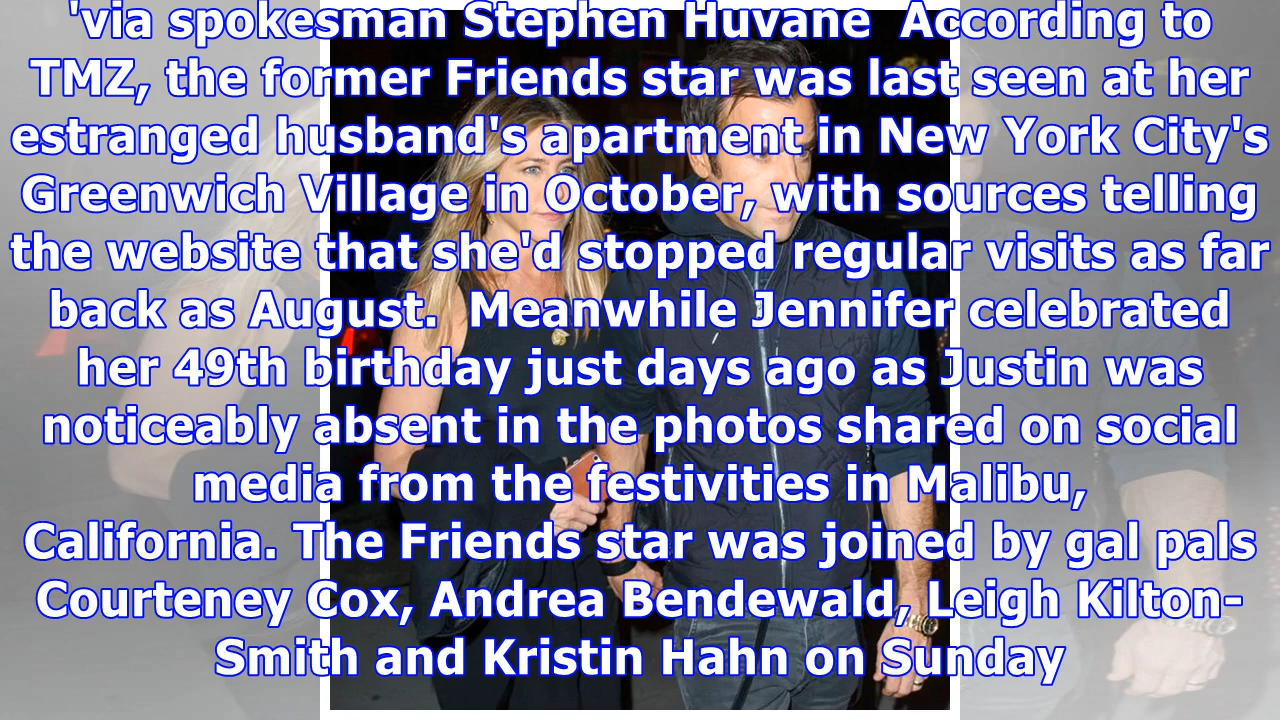 'via spokesman Stephen Huvane  According to
TMZ, the former Friends star was last seen at her
estranged husband's apartment in New York City's
Greenwich Village in October, with sources telling
the website that she'd stopped regular visits as far
back as August.  Meanwhile Jennifer celebrated
her 49th birthday just days ago as Justin was
noticeably absent in the photos shared on social
media from the festivities in Malibu,
California. The Friends star was joined by gal pals
Courteney Cox, Andrea Bendewald, Leigh Kilton-
Smith and Kristin Hahn on Sunday